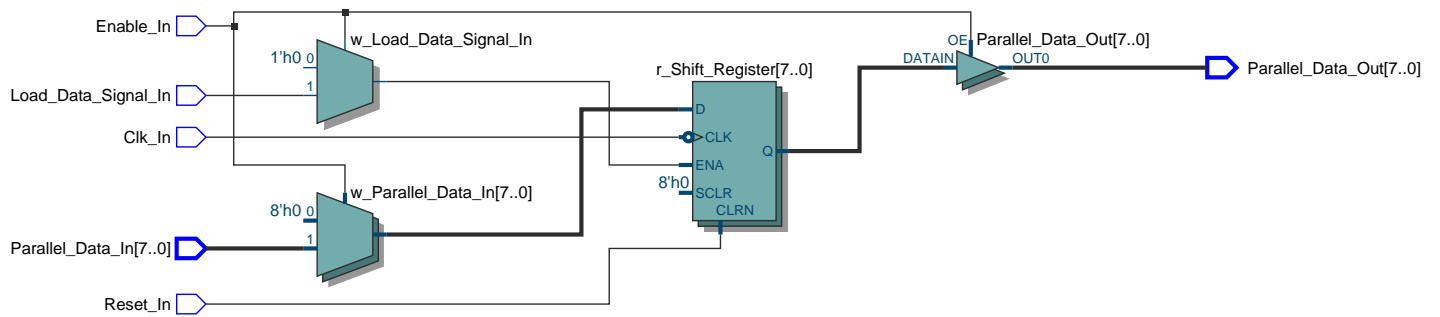 Enable_In
w_Load_Data_Signal_In
OE
Parallel_Data_Out[7..0]
1'h0 0
DATAIN
OUT0
Parallel_Data_Out[7..0]
r_Shift_Register[7..0]
Load_Data_Signal_In
1
D
Clk_In
CLK
Q
ENA
8'h0
SCLR
w_Parallel_Data_In[7..0]
CLRN
8'h0 0
1
Parallel_Data_In[7..0]
Reset_In